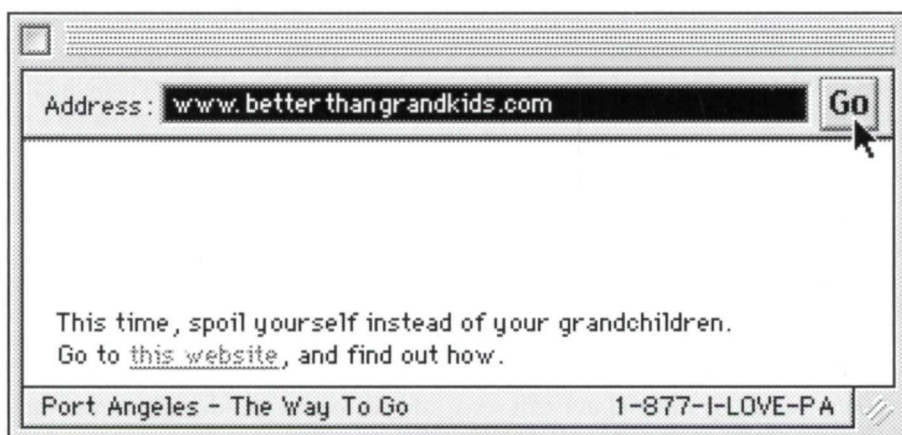 Address: www.betterthangrandkids.com Go
This time, spoil yourself instead of your grandchildren.
Go to this website, and find out how.
Port Angeles - The Way To Go 1-877-I-LOVE-PA